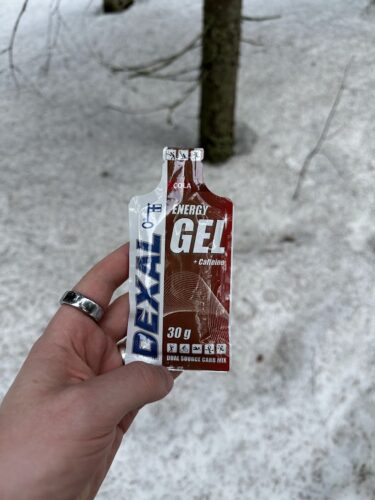 COLA
ENERGY
GEL
+ Caffeine
DEXAL
30 g
DUAL SOURCE CARB MIX